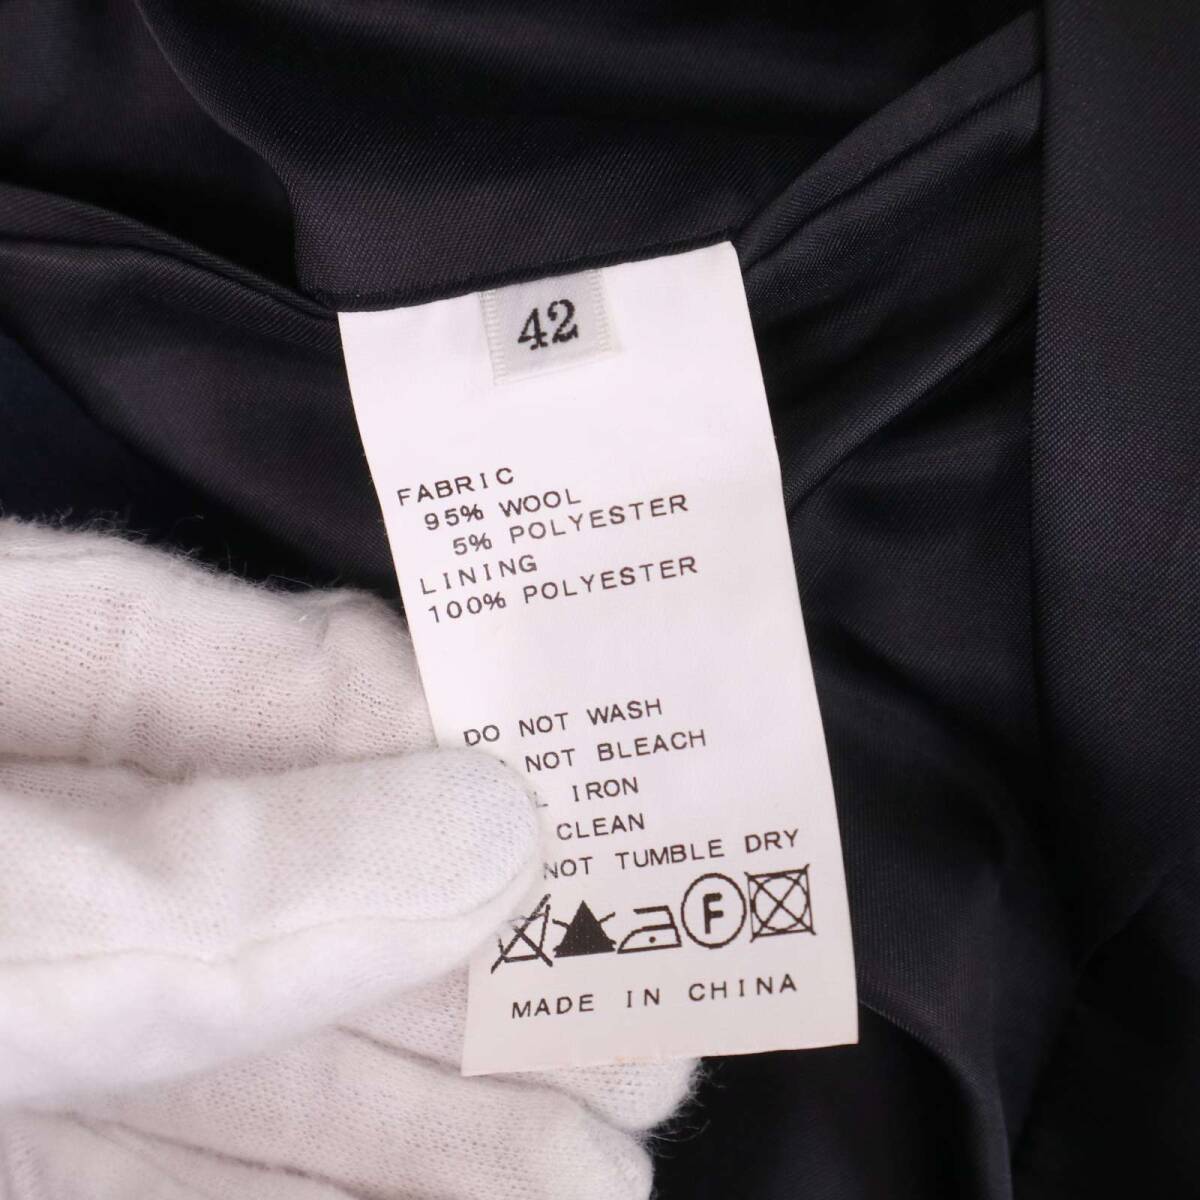 42
FABRIC
95% WOOL
5% POLYESTER
LINING
100% POLYESTER
DO NOT WASH
NOT BLEACH
IRON
CLEAN
NOT TUMBLE DRY
F
MADE IN CHINA